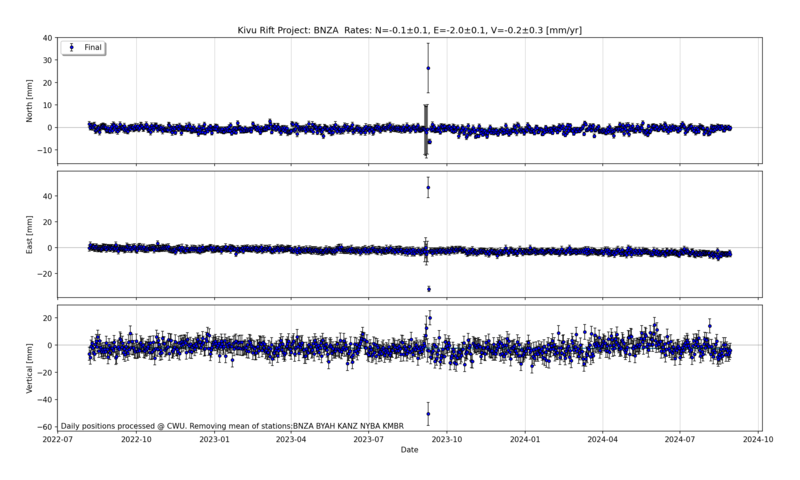 Kivu Rift Project: BNZA  Rates: N=-0.1±0.1, E=-2.0±0.1, V=-0.2±0.3 [mm/yr]
40
Final
30
20
10
0
−10
North [mm]
40
20
0
−20
East [mm]
20
0
−20
−40
−60
Vertical [mm]
Daily positions processed @ CWU. Removing mean of stations:BNZA BYAH KANZ NYBA KMBR
2022-07 2022-10 2023-01 2023-04 2023-07 2023-10 2024-01 2024-04 2024-07 2024-10
Date